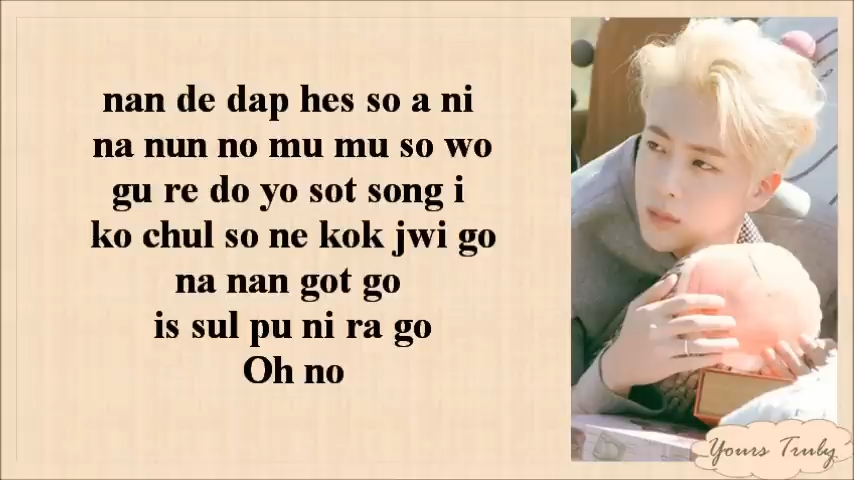 nan de dap hes so a ni
na nun no mu mu so wo
gu re do yo sot song i
ko chul so ne kok jwi go
na nan got go
is sul pu ni ra go
Oh no
Yours Truly